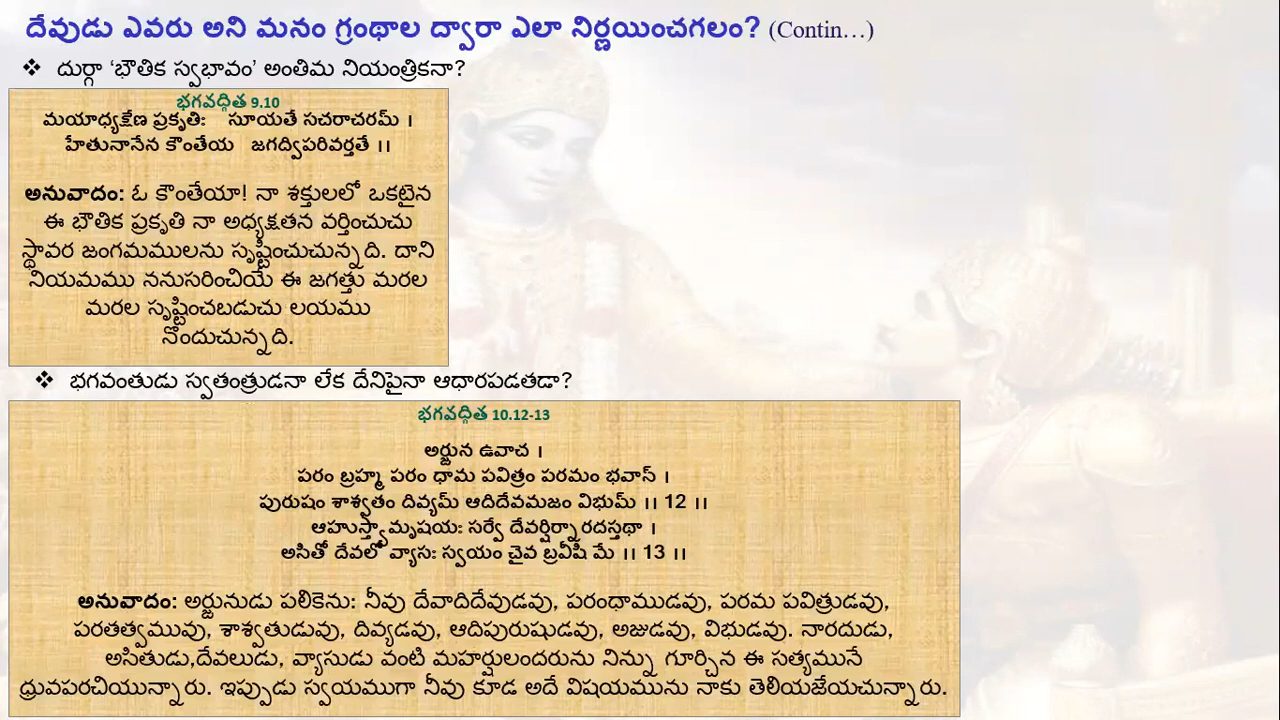 దేవుడు ఎవరు అని మనం గ్రంథాల ద్వారా ఎలా నిర్ణయించగలం? (Contin…)
❖ దుర్గా ‘భౌతిక స్వభావం’ అంతిమ నియంత్రికనా?
భగవద్గీత 9.10
మయాధ్యక్షేణ ప్రకృతిః సూయతే సచరాచరమ్ ।
హేతునానేన కౌంతేయ జగద్విపరివర్తతే ।।
అనువాదం: ఓ కౌంతేయా! నా శక్తులలో ఒకటైన
ఈ భౌతిక ప్రకృతి నా అధ్యక్షతన వర్తించుచు
స్థావర జంగమములను సృష్టించుచున్నది. దాని
నియమము ననుసరించియే ఈ జగత్తు మరల
మరల సృష్టించబడుచు లయము
నొందుచున్నది.
❖ భగవంతుడు స్వతంత్రుడనా లేక దేనిపైనా ఆధారపడతడా?
భగవద్గీత 10.12-13
అర్జున ఉవాచ ।
పరం బ్రహ్మ పరం ధామ పవిత్రం పరమం భవాస్ ।
పురుషం శాశ్వతం దివ్యమ్ ఆదిదేవమజం విభుమ్ ।। 12 ।।
ఆహుస్త్వామృషయః సర్వే దేవర్షిర్నారదస్తథా ।
అసితో దేవలో వ్యాసః స్వయం చైవ బ్రవీషి మే ।। 13 ।।
అనువాదం: అర్జునుడు పలికెను: నీవు దేవాదిదేవుడవు, పరంధాముడవు, పరమ పవిత్రుడవు,
పరతత్వమువు, శాశ్వతుడువు, దివ్యడవు, ఆదిపురుషుడవు, అజుడవు, విభుడవు. నారదుడు,
అసితుడు,దేవలుడు, వ్యాసుడు వంటి మహర్షులందరును నిన్ను గూర్చిన ఈ సత్యమునే
ధ్రువపరచియున్నారు. ఇప్పుడు స్వయముగా నీవు కూడ అదే విషయమును నాకు తెలియజేయచున్నారు.